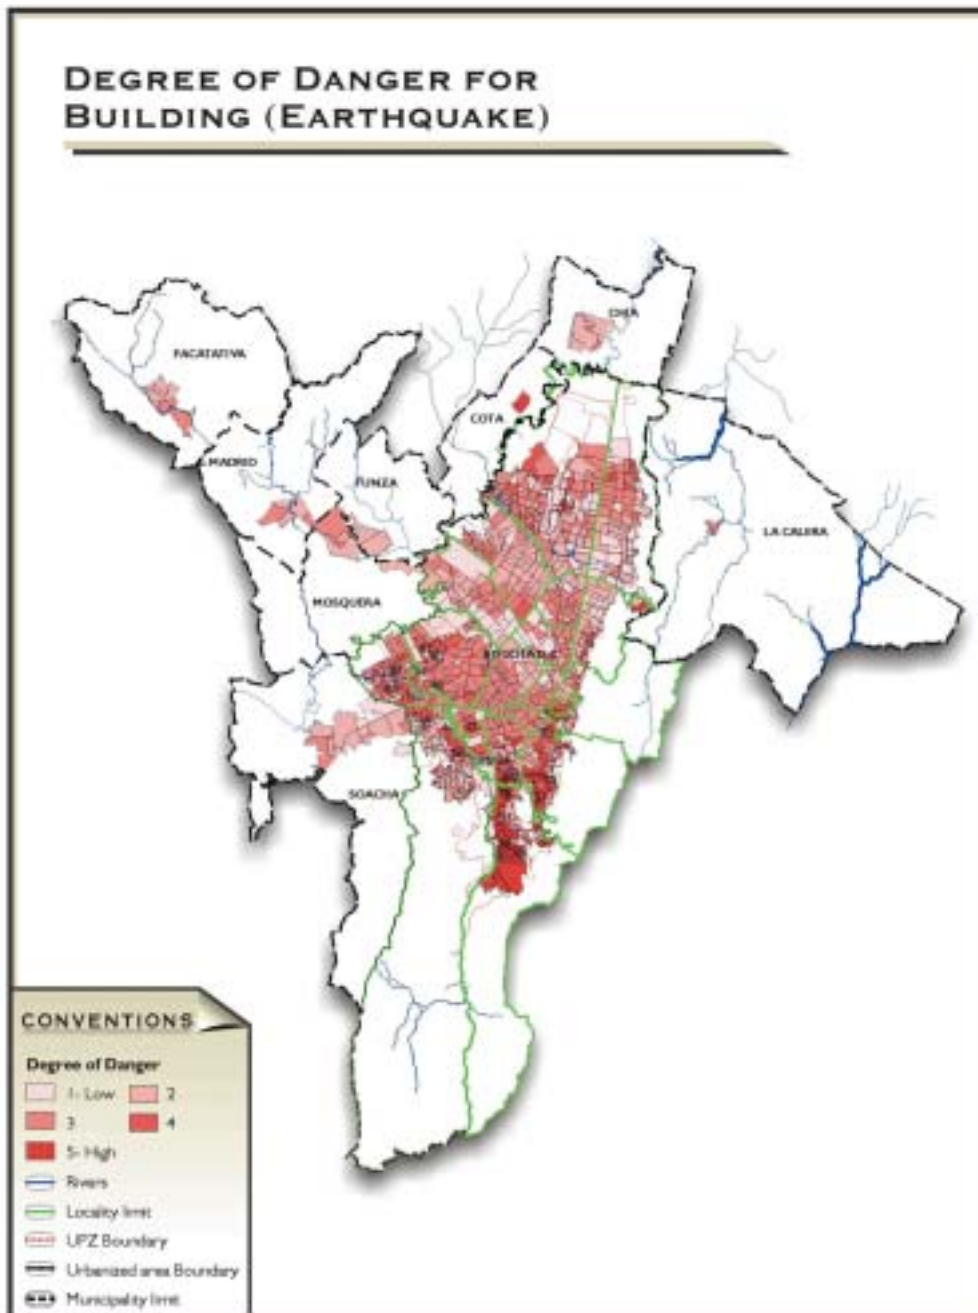 DEGREE OF DANGER FOR
BUILDING (EARTHQUAKE)
CHIA
FACATATIVA
COTA
MADRID
FUNZA
LA CALERA
MOSQUERA
BOGOTA D.C
SOACHA
CONVENTIONS
Degree of Danger
1- Low 2
3 4
5- High
Rivers
Locality limit
UPZ Boundary
Urbanized area Boundary
Municipality limit